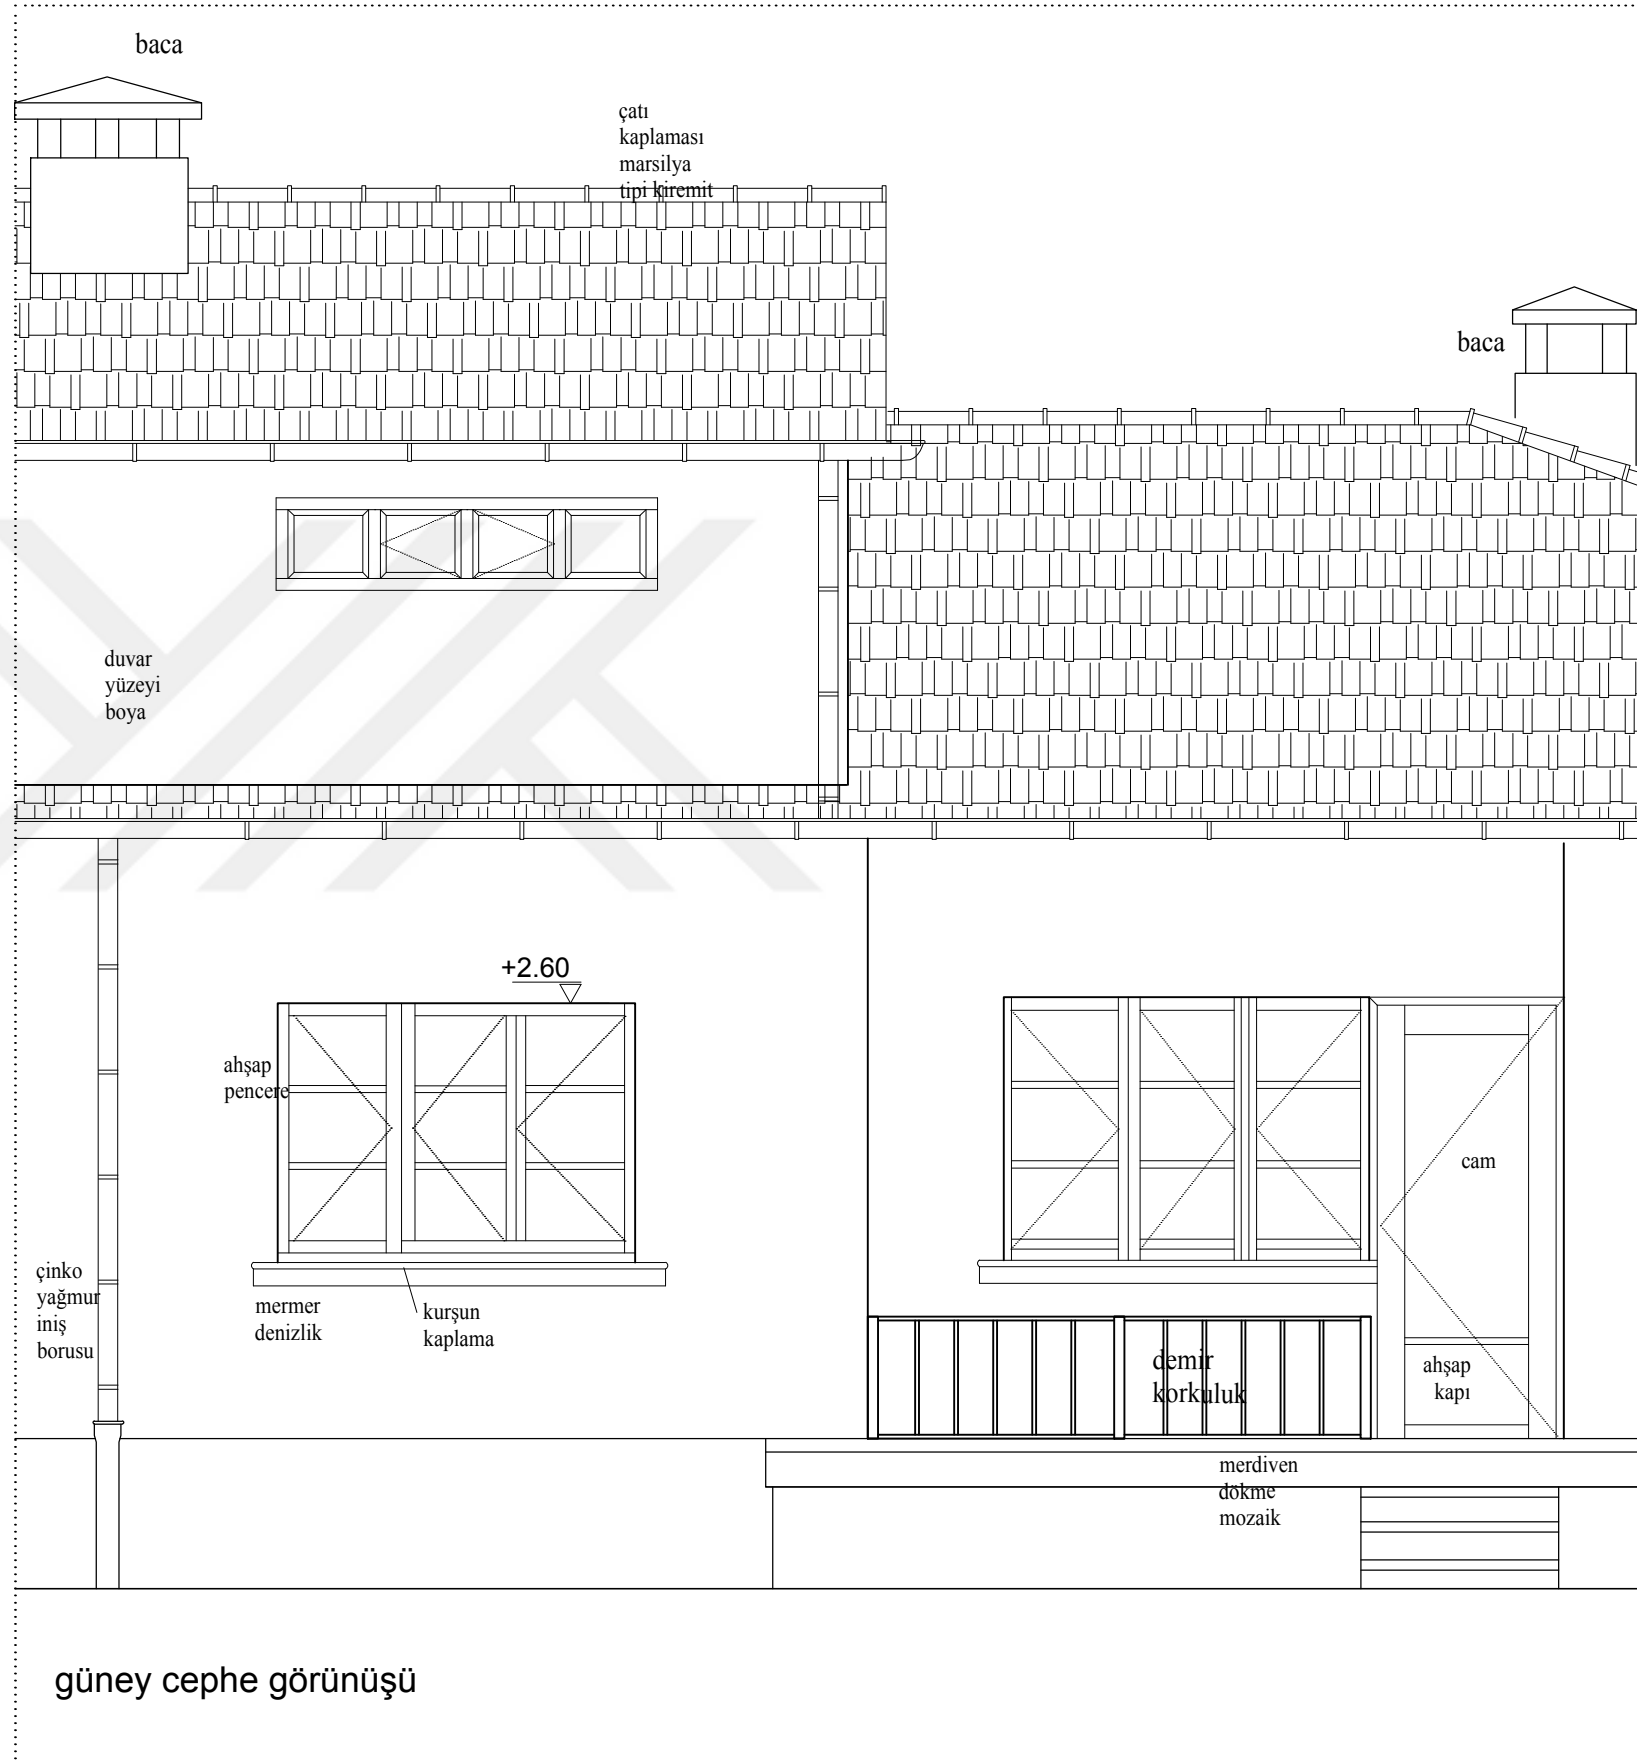 baca
çatı
kaplaması
marsilya
tipi kiremit
baca
duvar
yüzeyi
boya
+2.60
ahşap
pencere
cam
çinko
yağmur
iniş
borusu
mermer
denizlik
kurşun
kaplama
demir
korkuluk
ahşap
kapı
merdiven
dökme
mozaik
güney cephe görünüşü